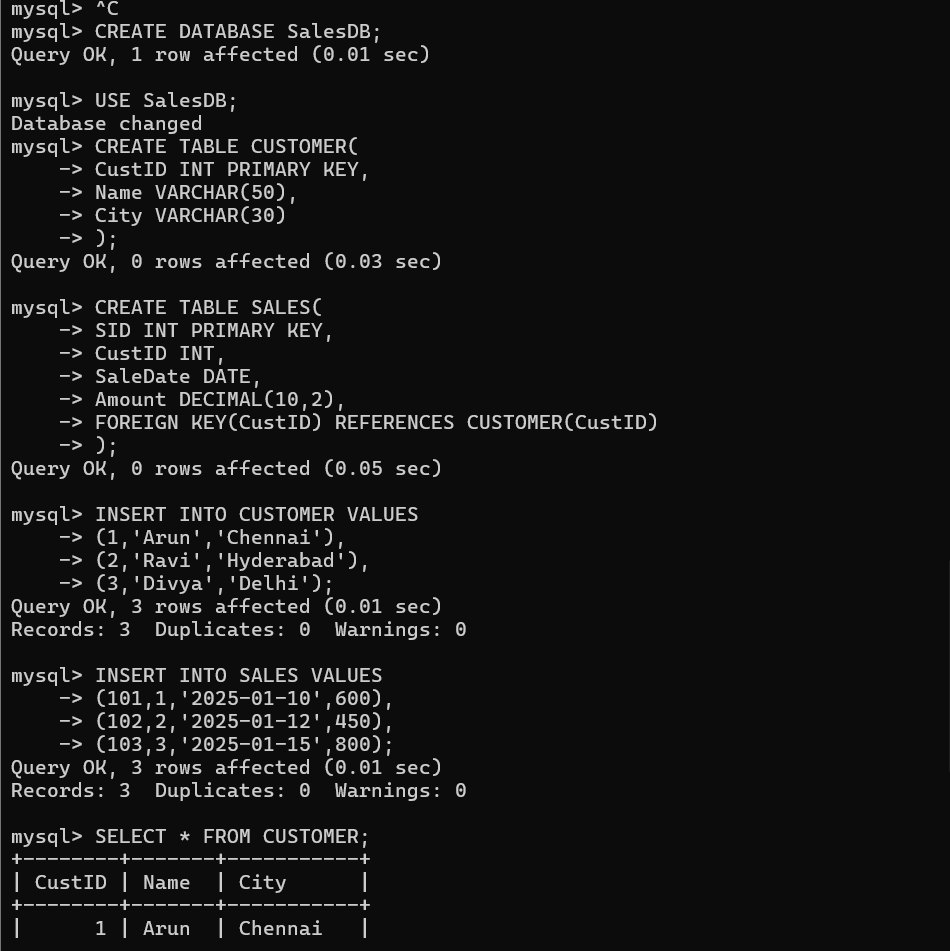 mysql> ^C
mysql> CREATE DATABASE SalesDB;
Query OK, 1 row affected (0.01 sec)

mysql> USE SalesDB;
Database changed
mysql> CREATE TABLE CUSTOMER(
    -> CustID INT PRIMARY KEY,
    -> Name VARCHAR(50),
    -> City VARCHAR(30)
    -> );
Query OK, 0 rows affected (0.03 sec)

mysql> CREATE TABLE SALES(
    -> SID INT PRIMARY KEY,
    -> CustID INT,
    -> SaleDate DATE,
    -> Amount DECIMAL(10,2),
    -> FOREIGN KEY(CustID) REFERENCES CUSTOMER(CustID)
    -> );
Query OK, 0 rows affected (0.05 sec)

mysql> INSERT INTO CUSTOMER VALUES
    -> (1,'Arun','Chennai'),
    -> (2,'Ravi','Hyderabad'),
    -> (3,'Divya','Delhi');
Query OK, 3 rows affected (0.01 sec)
Records: 3  Duplicates: 0  Warnings: 0

mysql> INSERT INTO SALES VALUES
    -> (101,1,'2025-01-10',600),
    -> (102,2,'2025-01-12',450),
    -> (103,3,'2025-01-15',800);
Query OK, 3 rows affected (0.01 sec)
Records: 3  Duplicates: 0  Warnings: 0

mysql> SELECT * FROM CUSTOMER;
+--------+-------+-----------+
| CustID | Name  | City      |
+--------+-------+-----------+
|      1 | Arun  | Chennai   |